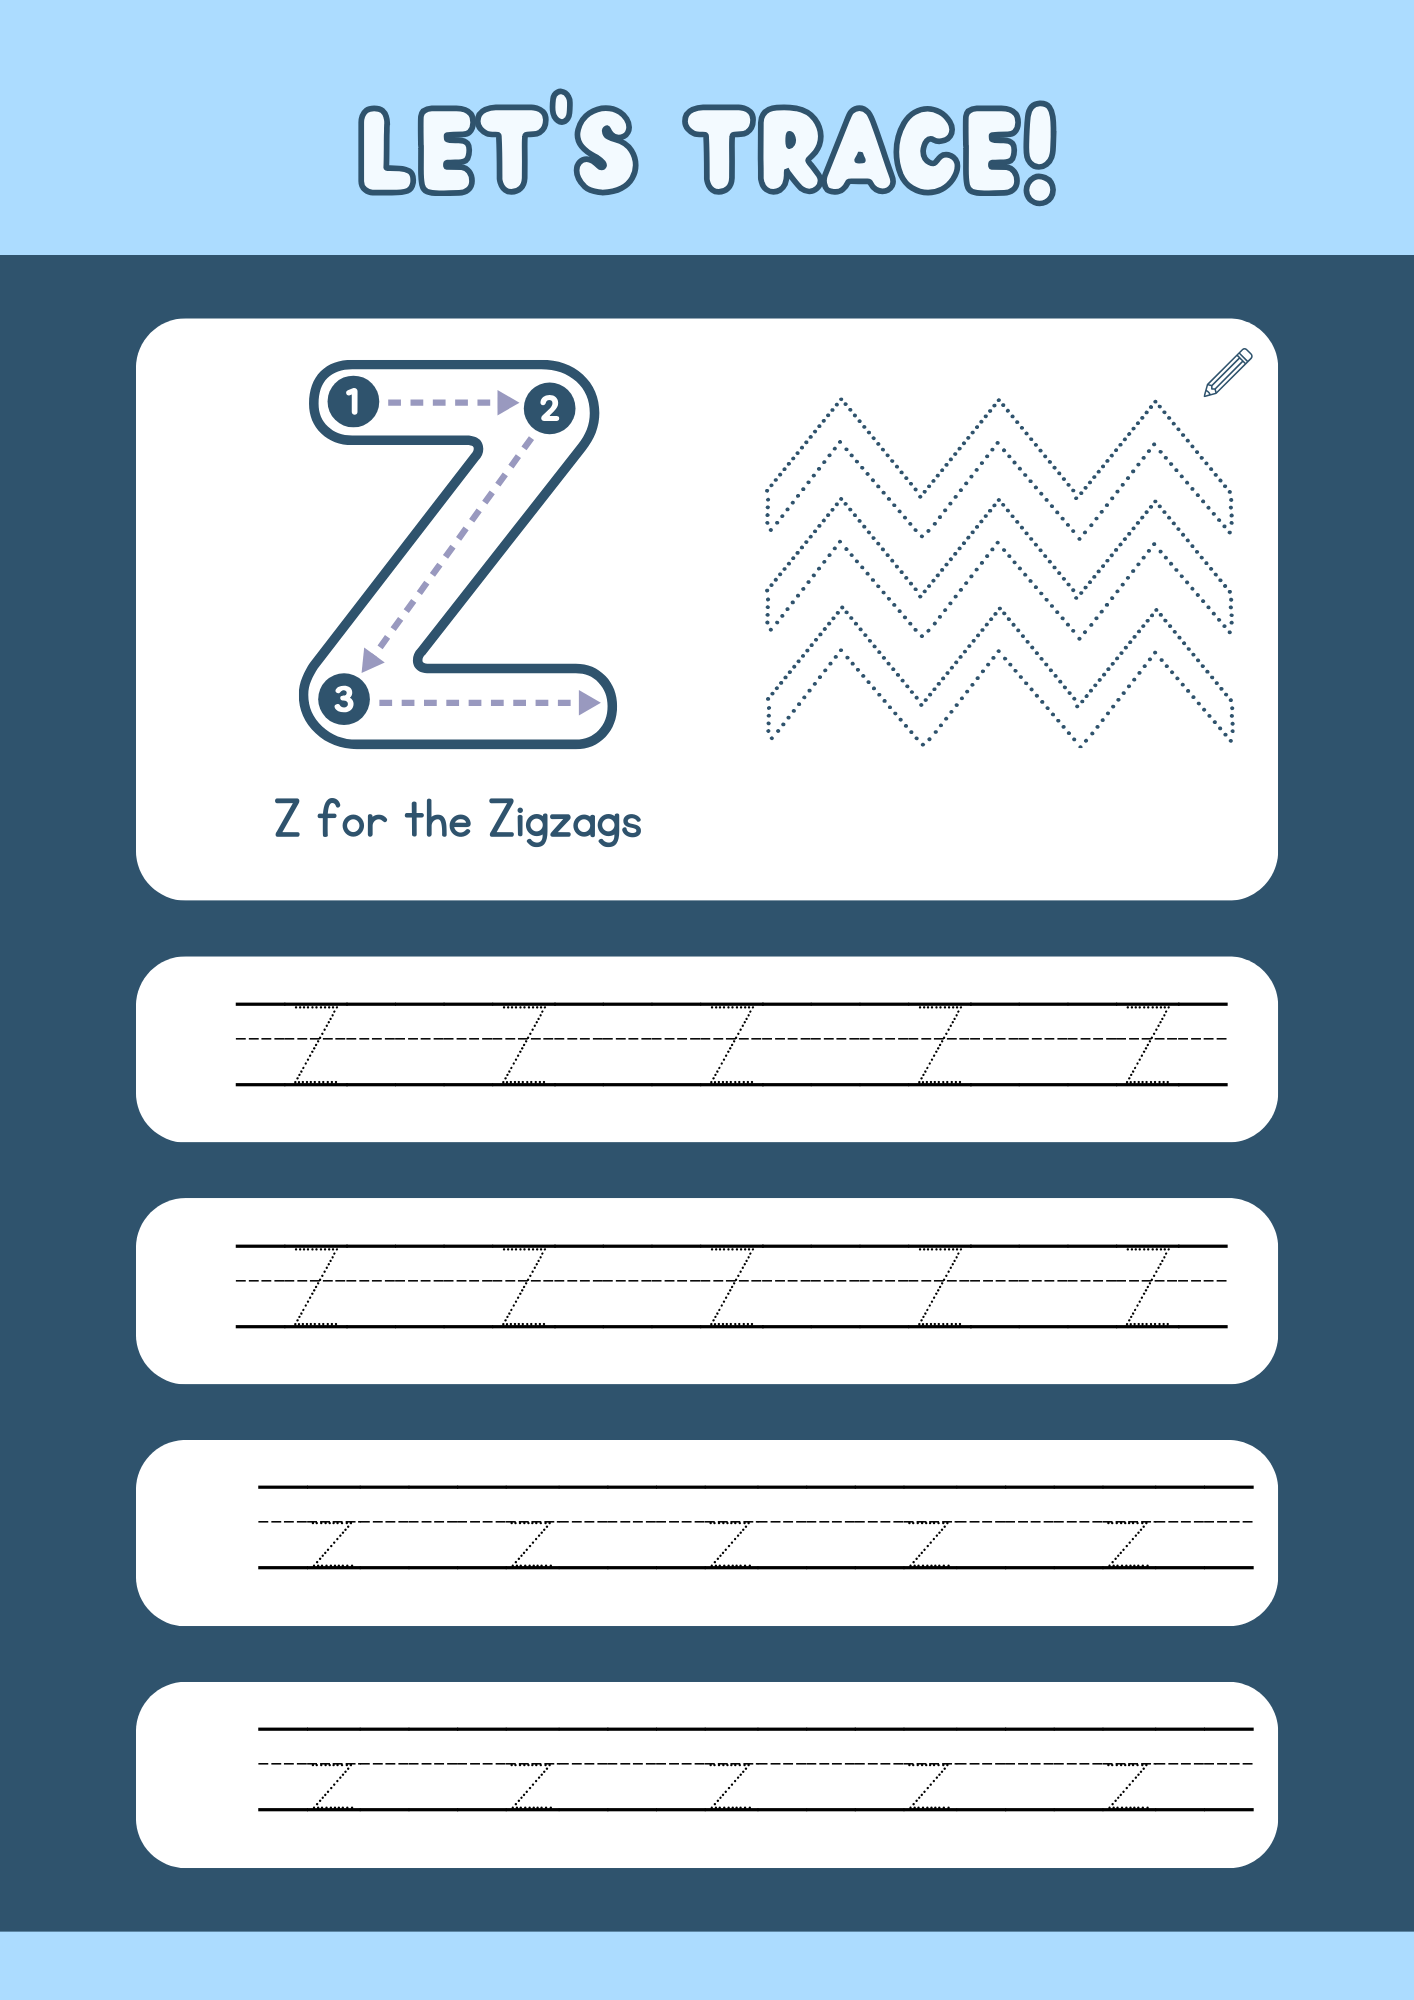 LET'S TRACE!
1
2
3
Z for the Zigzags
Z Z Z Z Z
Z Z Z Z Z
z z z z z
z z z z z